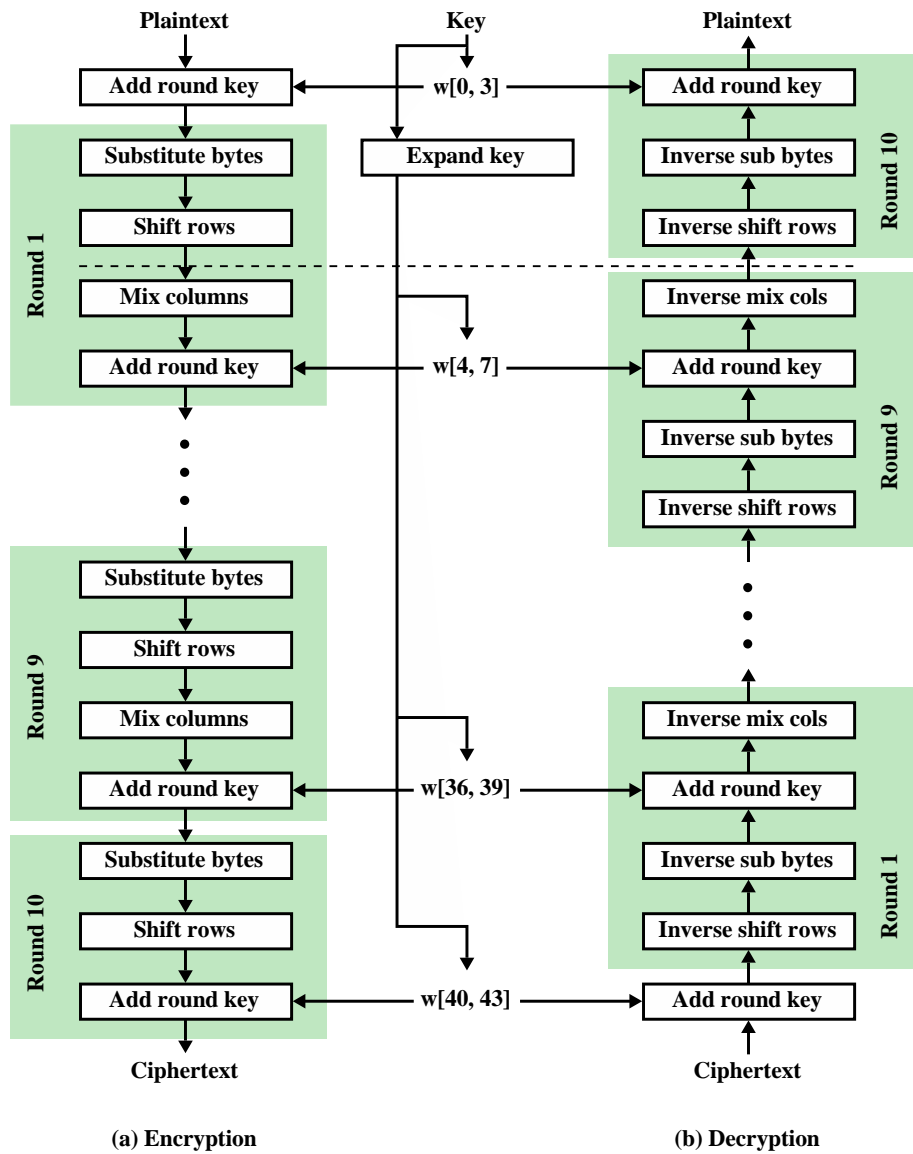 Plaintext
Key
Plaintext
Add round key
w[0, 3]
Add round key
Substitute bytes
Expand key
Inverse sub bytes
Round 10
Shift rows
Inverse shift rows
Round 1
Mix columns
Inverse mix cols
Add round key
w[4, 7]
Add round key
Inverse sub bytes
Round 9
Inverse shift rows
Substitute bytes
Shift rows
Round 9
Mix columns
Inverse mix cols
Add round key
w[36, 39]
Add round key
Substitute bytes
Inverse sub bytes
Round 1
Shift rows
Inverse shift rows
Round 10
Add round key
w[40, 43]
Add round key
Ciphertext
Ciphertext
(a) Encryption
(b) Decryption